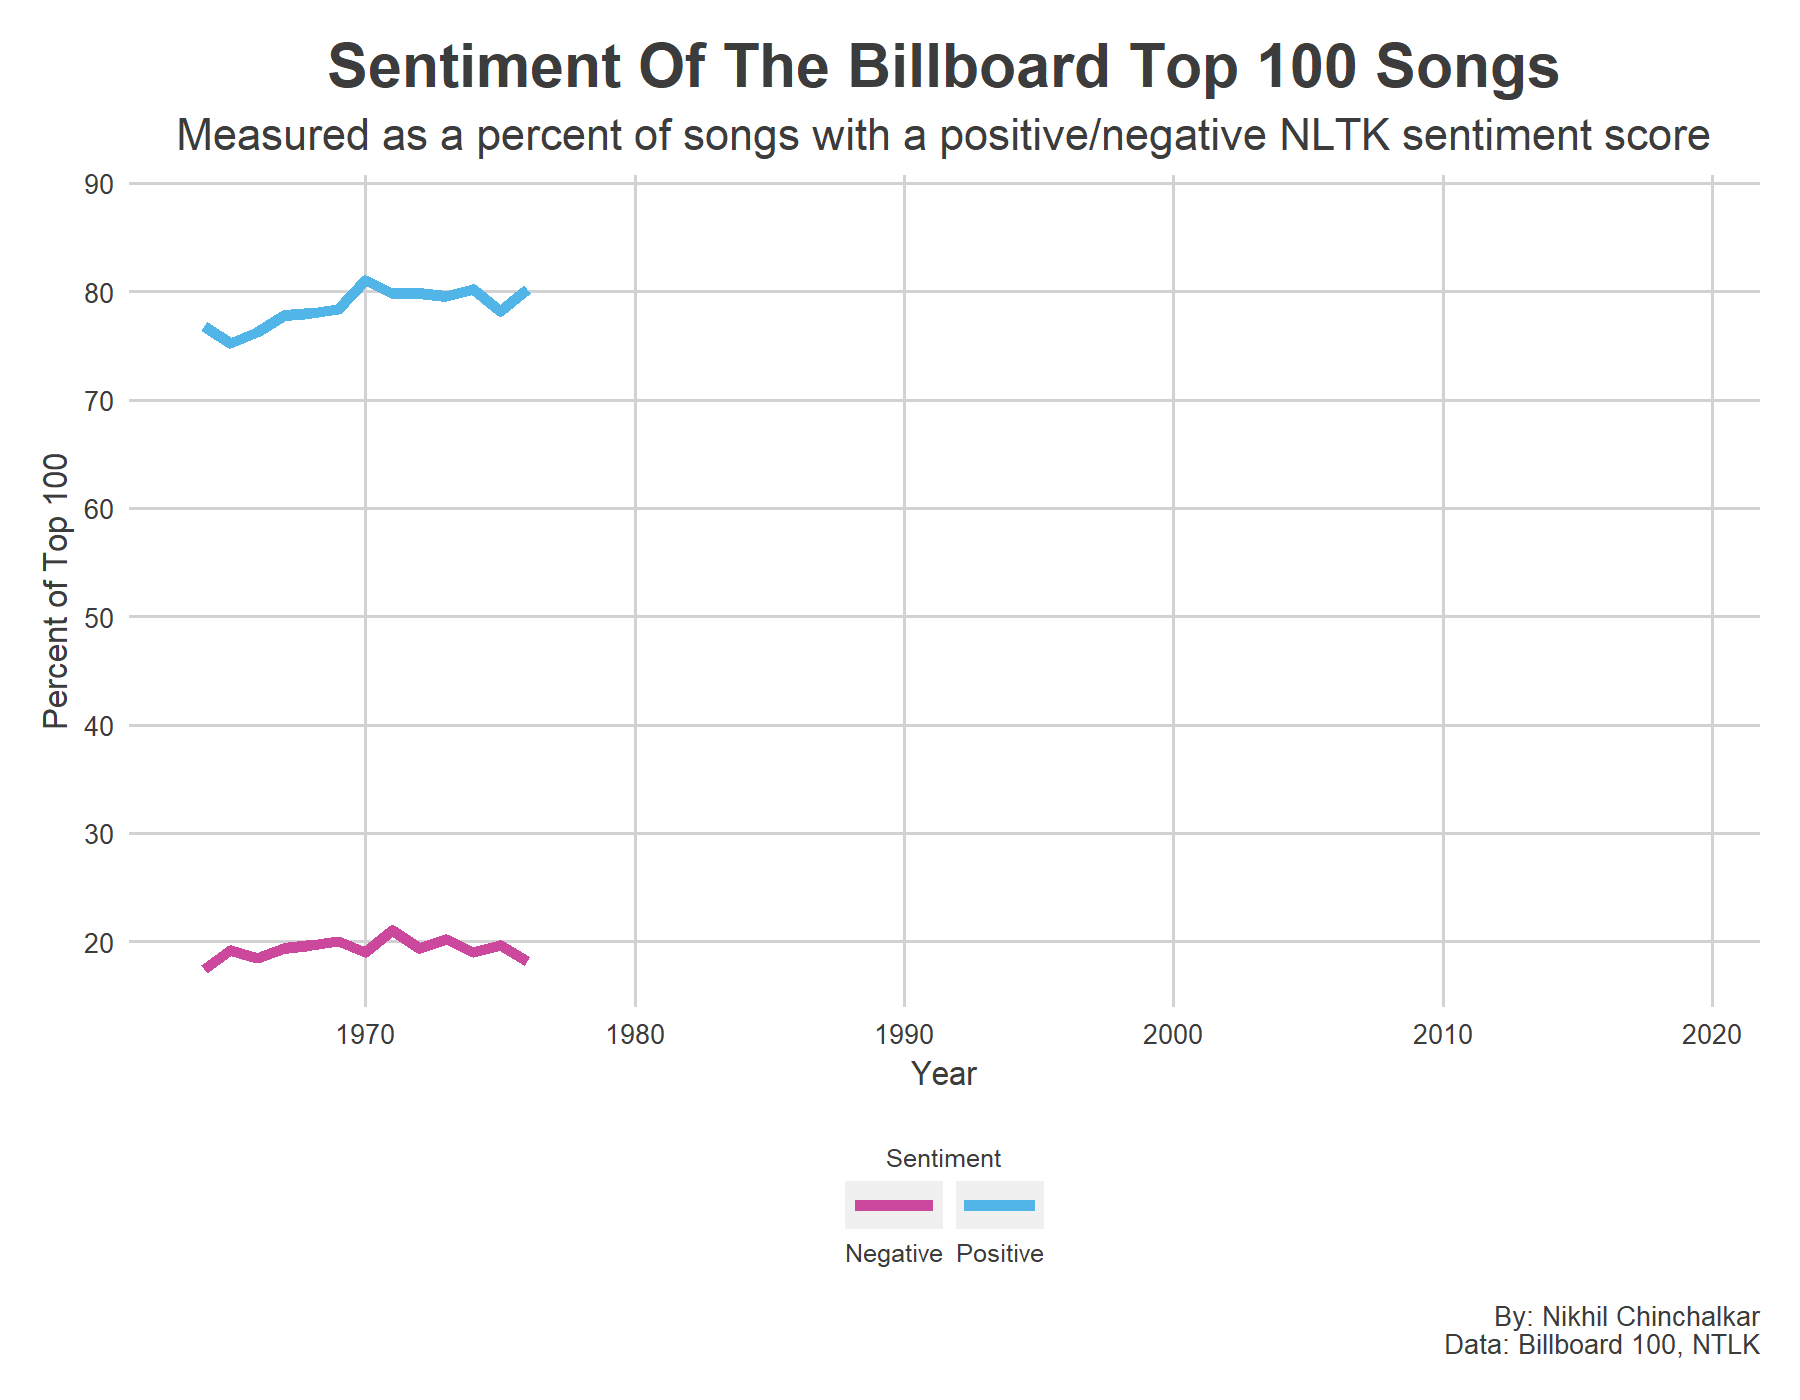 Sentiment Of The Billboard Top 100 Songs
Measured as a percent of songs with a positive/negative NLTK sentiment score
90
80
70
60
50
40
30
20
Percent of Top 100
1970 1980 1990 2000 2010 2020
Year
Sentiment
Negative Positive
By: Nikhil Chinchalkar
Data: Billboard 100, NTLK